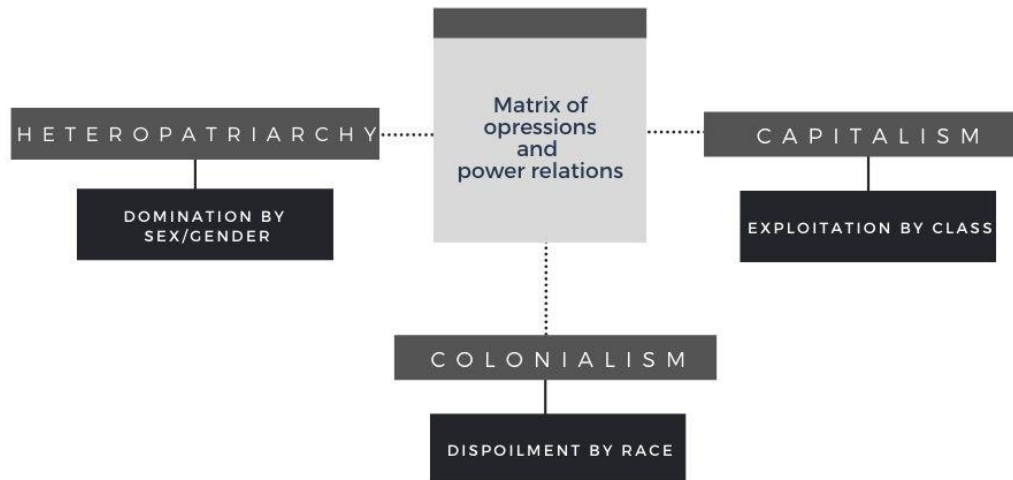 Matrix of
opressions
and
power relations
HETEROPATRIARCHY
CAPITALISM
DOMINATION BY
SEX/GENDER
EXPLOITATION BY CLASS
COLONIALISM
DISPOILMENT BY RACE